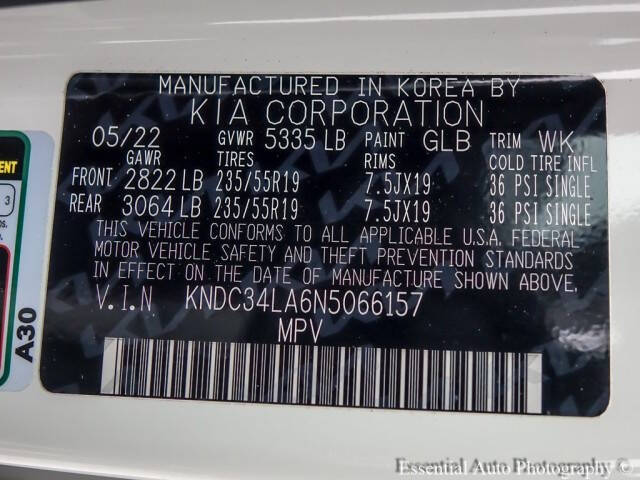 MANUFACTURED IN KOREA BY
KIA CORPORATION
05/22 GVWR 5335 LB PAINT GLB TRIM WK
GAWR TIRES RIMS COLD TIRE INFL
FRONT 2822 LB 235/55R19 7.5JX19 36 PSI SINGLE
REAR 3064 LB 235/55R19 7.5JX19 36 PSI SINGLE
THIS VEHICLE CONFORMS TO ALL APPLICABLE U.S.A. FEDERAL
MOTOR VEHICLE SAFETY AND THEFT PREVENTION STANDARDS
IN EFFECT ON THE DATE OF MANUFACTURE SHOWN ABOVE,
V.I.N KNDC34LA6N5066157
MPV
3
A30
Essential Auto Photography ©